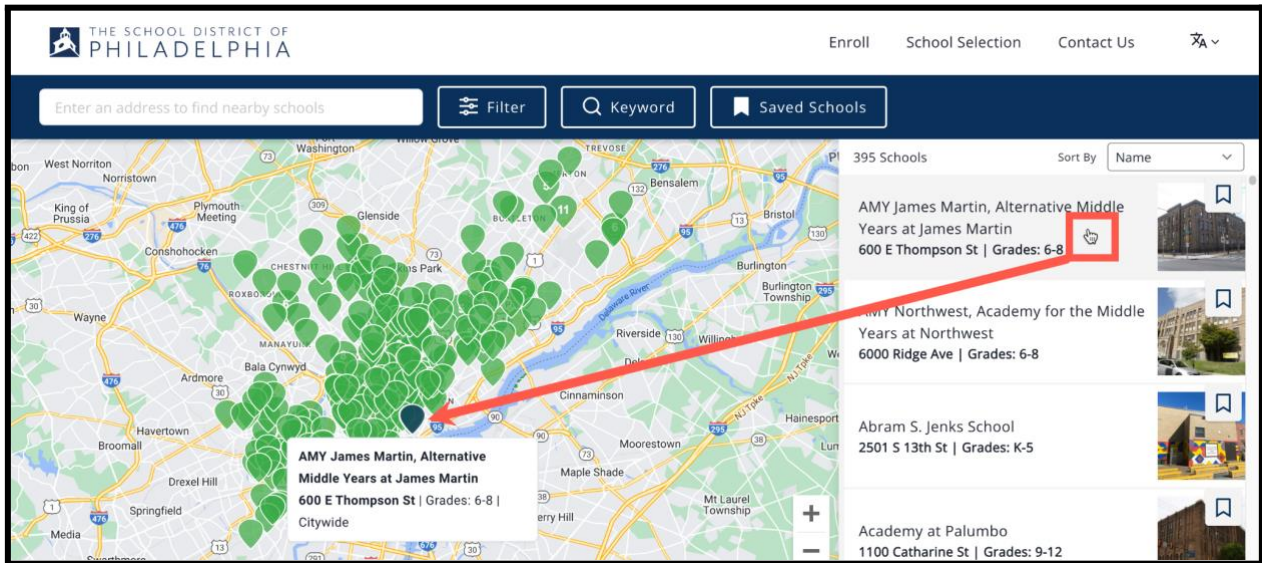 THE SCHOOL DISTRICT OF
PHILADELPHIA
Enroll
School Selection
Contact Us
Enter an address to find nearby schools
Filter
Keyword
Saved Schools
395 Schools
Sort By
Name
AMY James Martin, Alternative Middle
Years at James Martin
600 E Thompson St | Grades: 6-8
AMY Northwest, Academy for the Middle
Years at Northwest
6000 Ridge Ave | Grades: 6-8
Abram S. Jenks School
2501 S 13th St | Grades: K-5
Academy at Palumbo
1100 Catharine St | Grades: 9-12
Washington
TREVOSE
West Norriton
Norristown
Bensalem
King of
Prussia
Plymouth
Meeting
Glenside
Bristol
Conshohocken
Burlington
Burlington
Township
Wayne
Delaware River
Riverside
MANAYUNK
Bala Cynwyd
Ardmore
Cinnaminson
NJ Tpke
Hainesport
Havertown
Broomall
Moorestown
Drexel Hill
Maple Shade
Springfield
Mt Laurel
Township
Media
AMY James Martin, Alternative
Middle Years at James Martin
600 E Thompson St | Grades: 6-8 |
Citywide
+
−